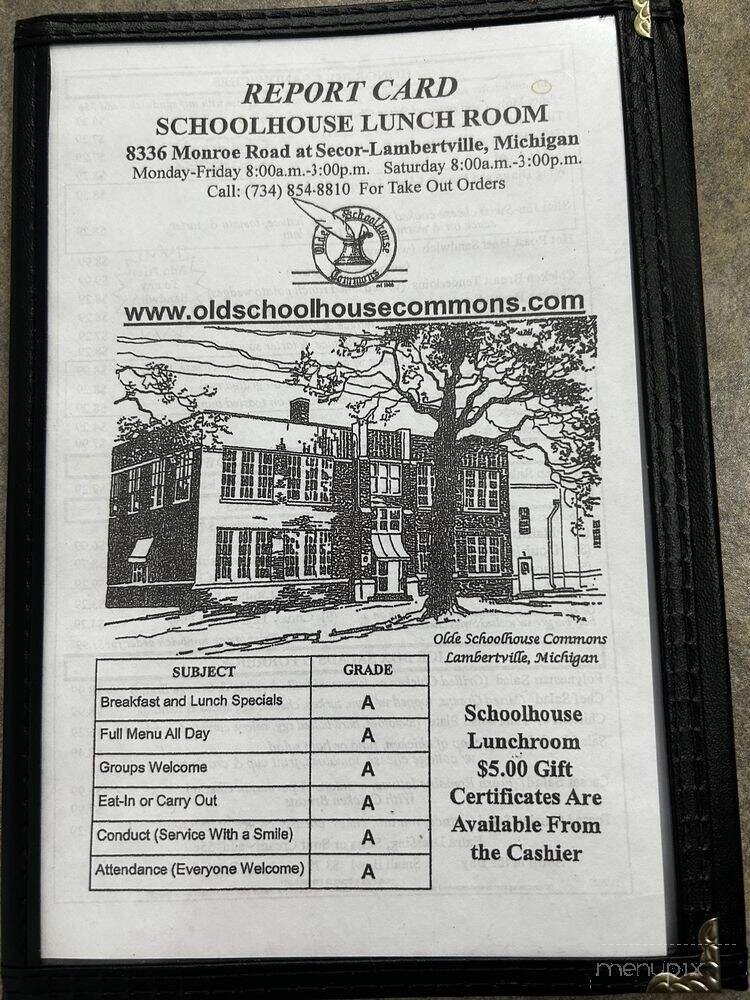 REPORT CARD
SCHOOLHOUSE LUNCH ROOM
8336 Monroe Road at Secor-Lambertville, Michigan
Monday-Friday 8:00a.m.-3:00p.m. Saturday 8:00a.m.-3:00p.m.
Call: (734) 854-8810 For Take Out Orders
Olde Schoolhouse
Commons
www.oldschoolhousecommons.com
Olde Schoolhouse Commons
Lambertville, Michigan
SUBJECT GRADE
Breakfast and Lunch Specials A
Full Menu All Day A
Groups Welcome A
Eat-In or Carry Out A
Conduct (Service With a Smile) A
Attendance (Everyone Welcome) A
Schoolhouse
Lunchroom
$5.00 Gift
Certificates Are
Available From
the Cashier
menupix